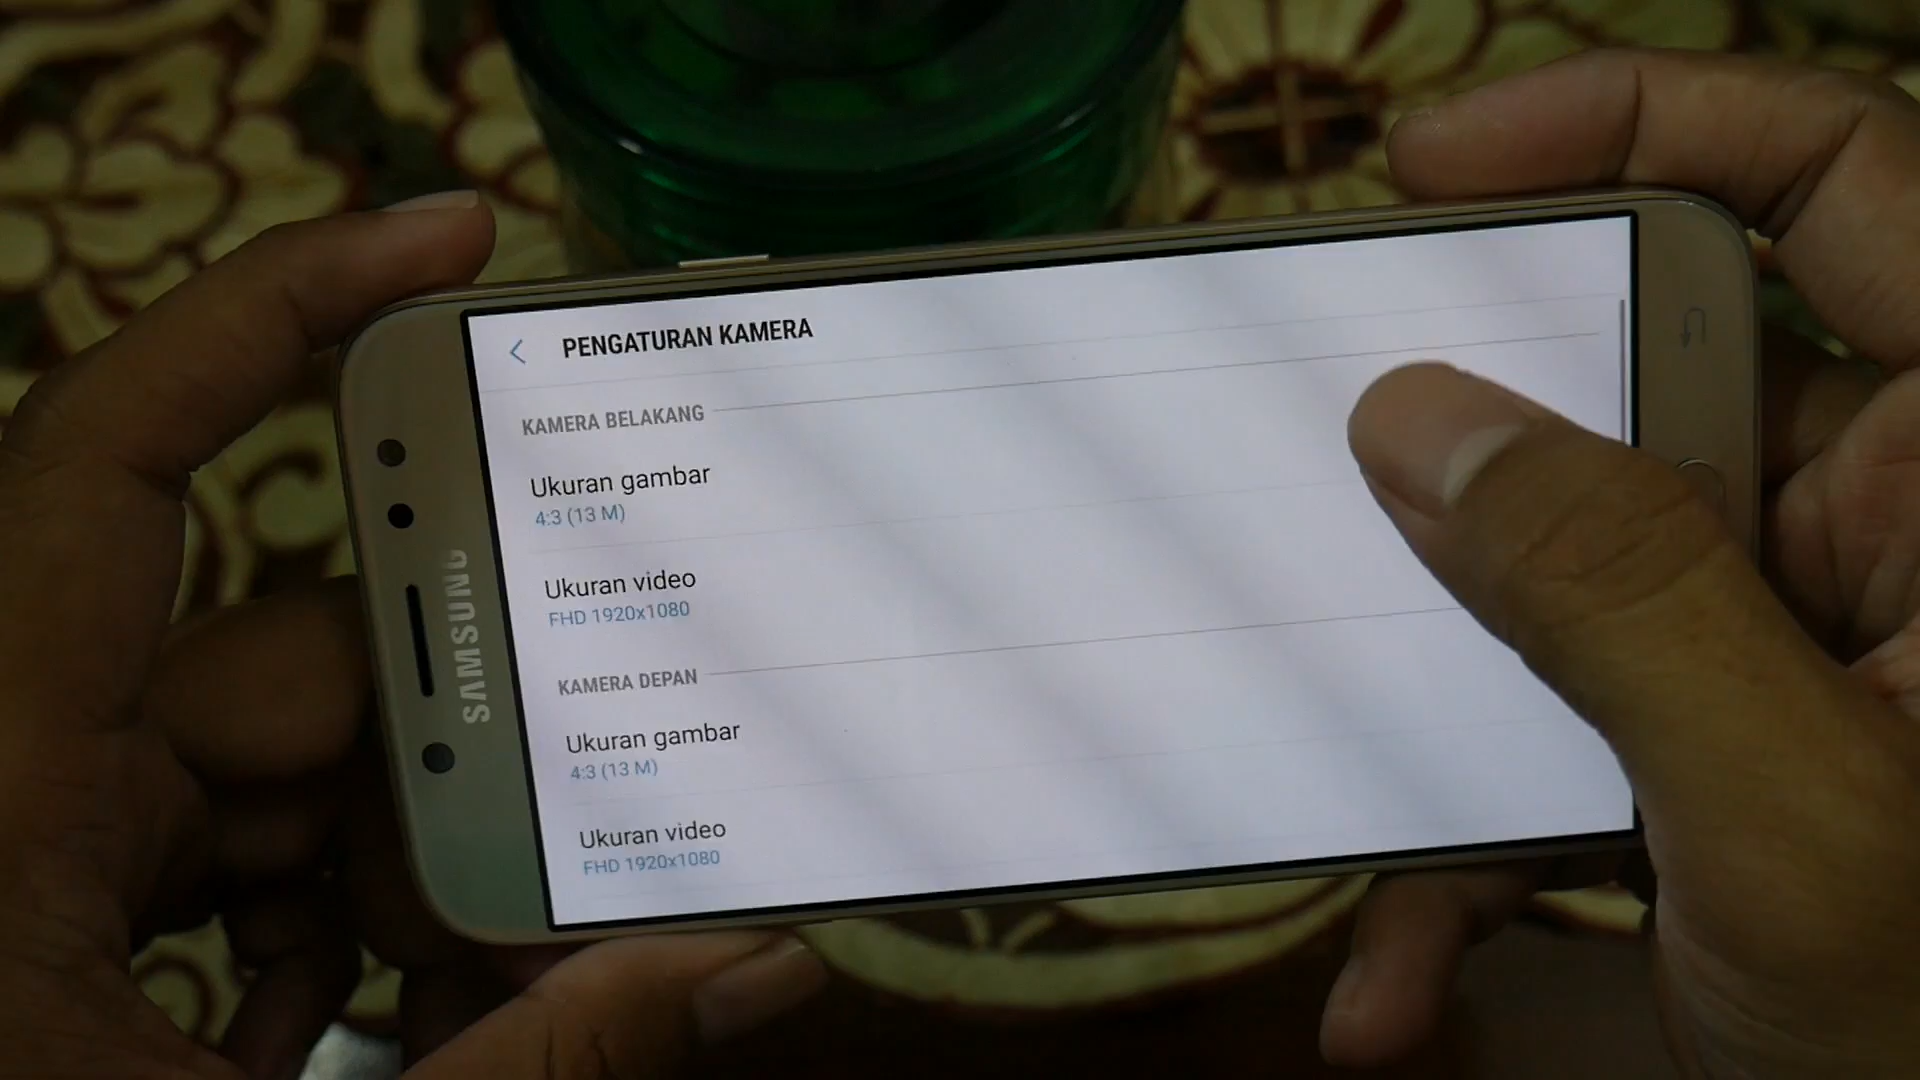 PENGATURAN KAMERA
KAMERA BELAKANG
Ukuran gambar
4:3 (13 M)
Ukuran video
FHD 1920x1080
KAMERA DEPAN
Ukuran gambar
4:3 (13 M)
Ukuran video
FHD 1920x1080
SAMSUNG